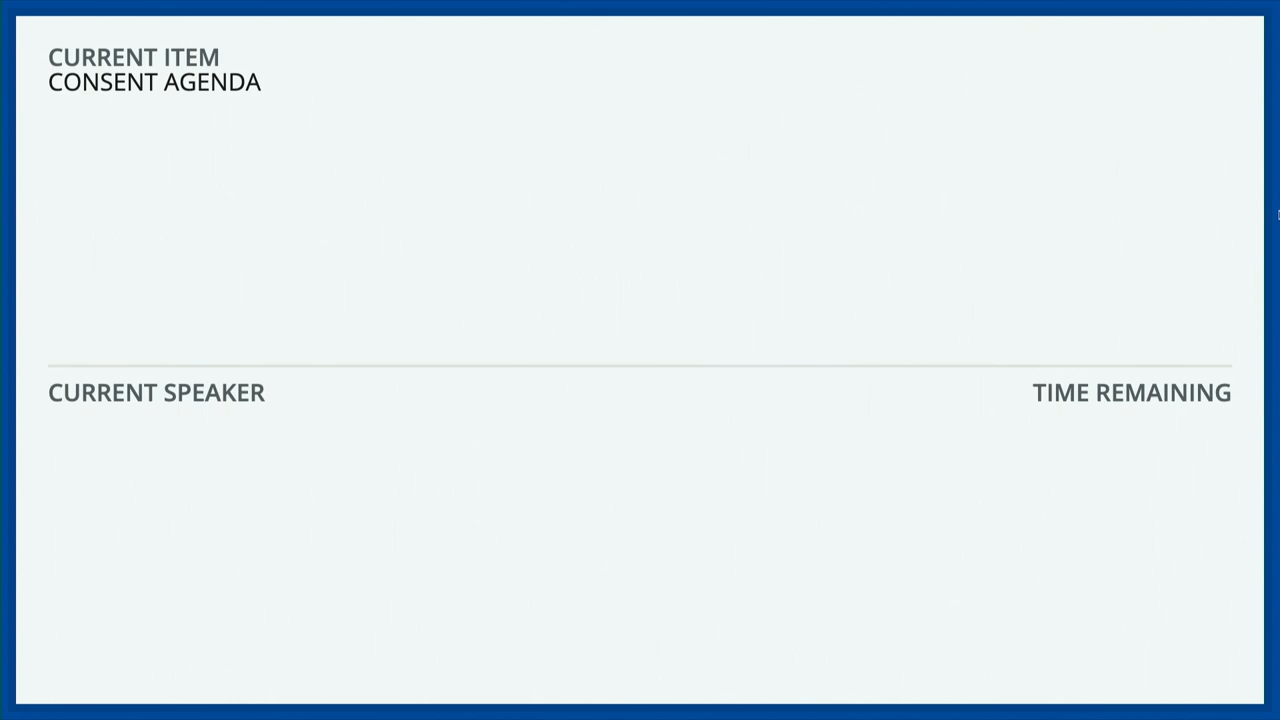 CURRENT ITEM
CONSENT AGENDA
CURRENT SPEAKER
TIME REMAINING